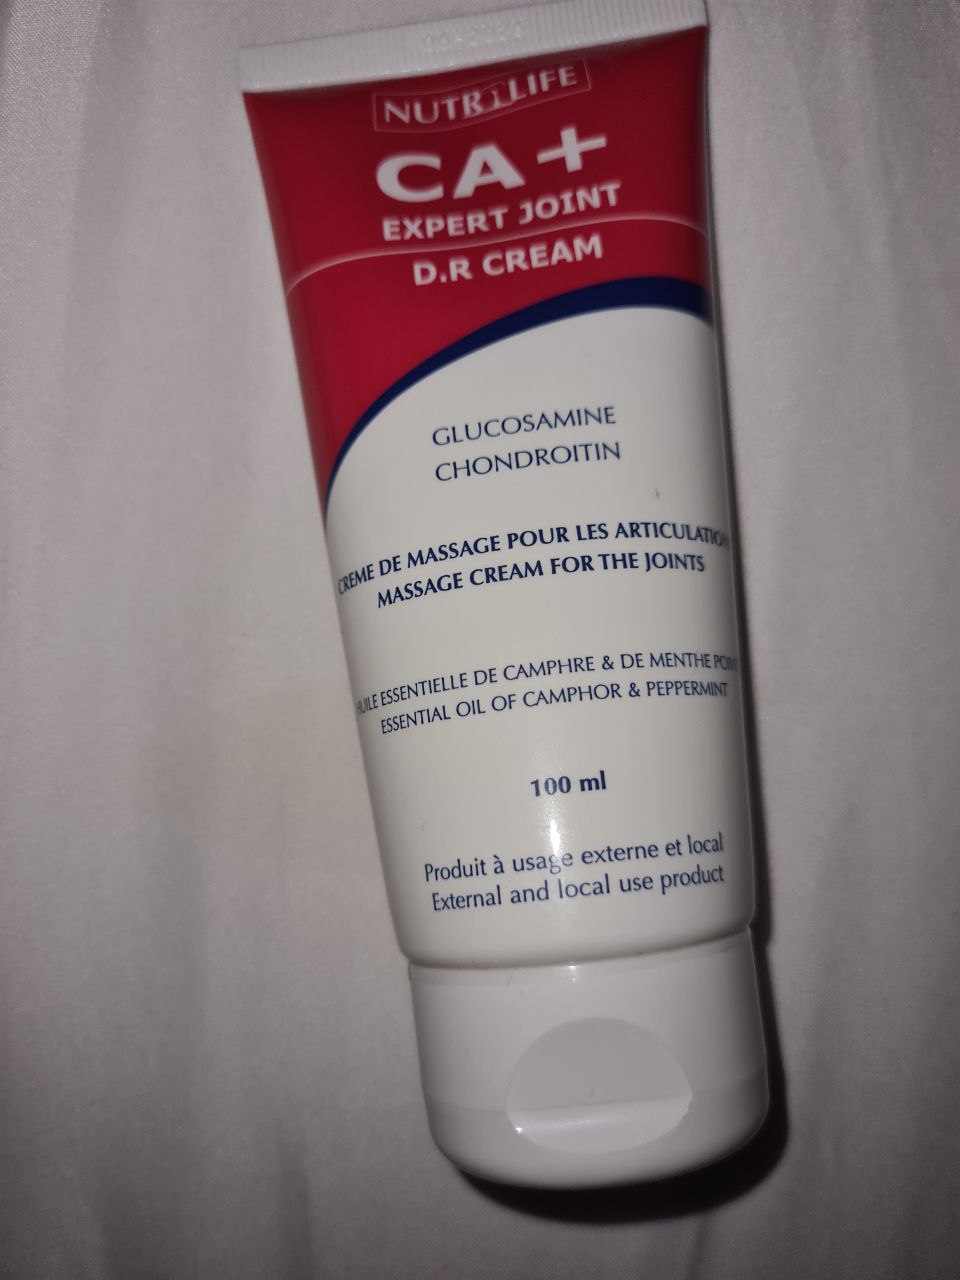 NUTRILIFE
CA+
EXPERT JOINT
D.R CREAM
GLUCOSAMINE
CHONDROITIN
CREME DE MASSAGE POUR LES ARTICULATION
MASSAGE CREAM FOR THE JOINTS
HUILE ESSENTIELLE DE CAMPHRE & DE MENTHE
ESSENTIAL OIL OF CAMPHOR & PEPPERMINT
100 ml
Produit à usage externe et local
External and local use product